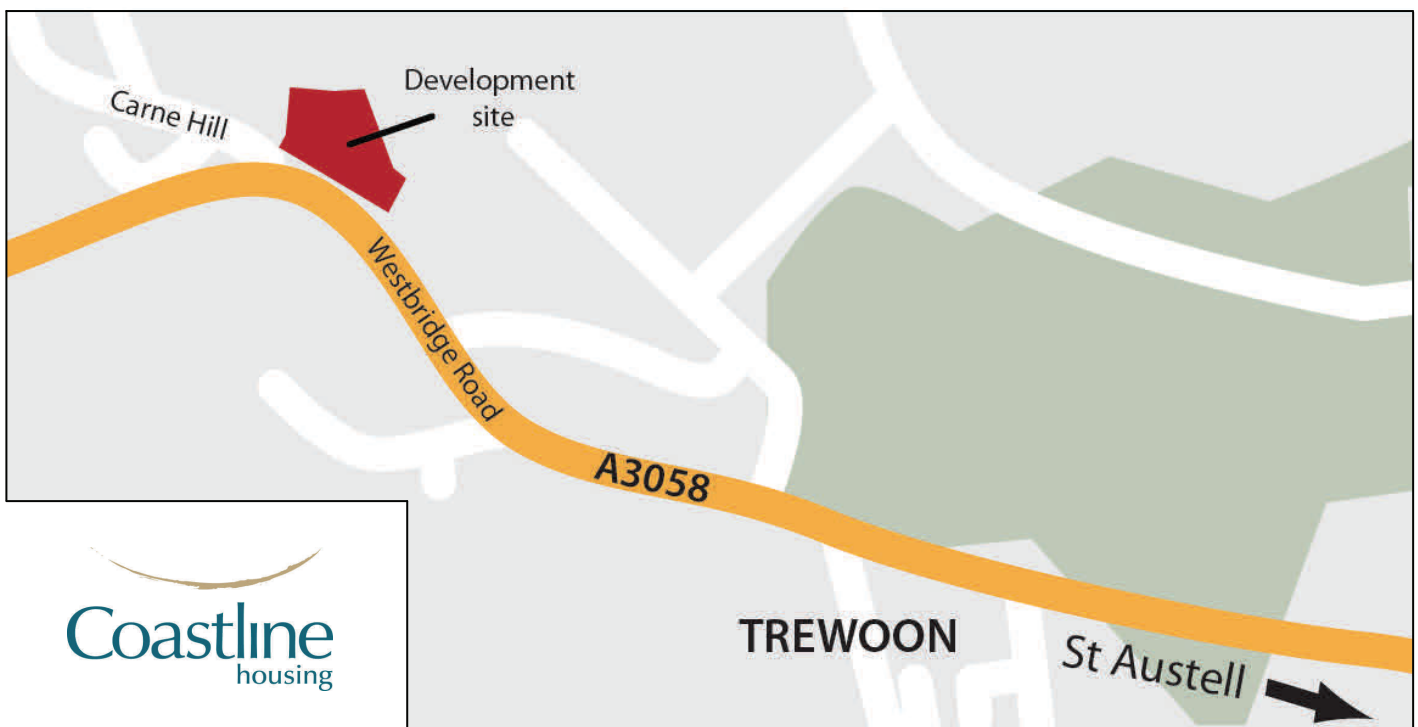 Development
site
Carne Hill
Westbridge Road
A3058
TREWOON
St Austell
Coastline
housing